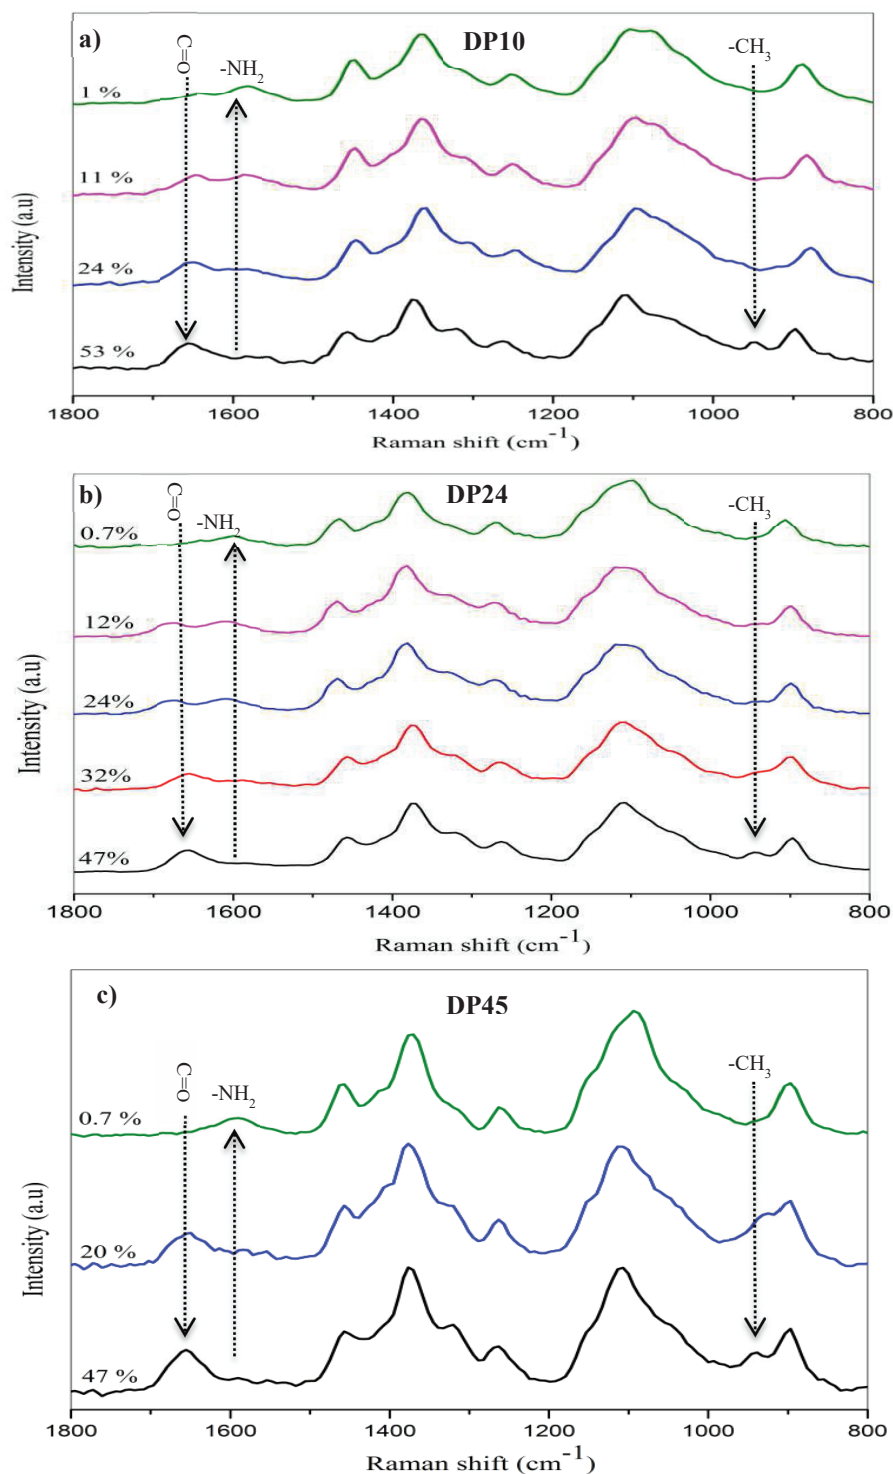 a)
DP10
C=O
-NH2
-CH3
1 %
11 %
24 %
53 %
Intensity (a.u)
1800 1600 1400 1200 1000 800
Raman shift (cm-1)
b)
DP24
C=O
-NH2
-CH3
0.7%
12%
24%
32%
47%
Intensity (a.u)
1800 1600 1400 1200 1000 800
Raman shift (cm-1)
c)
DP45
C=O
-NH2
-CH3
0.7 %
20 %
47 %
Intensity (a.u)
1800 1600 1400 1200 1000 800
Raman shift (cm-1)